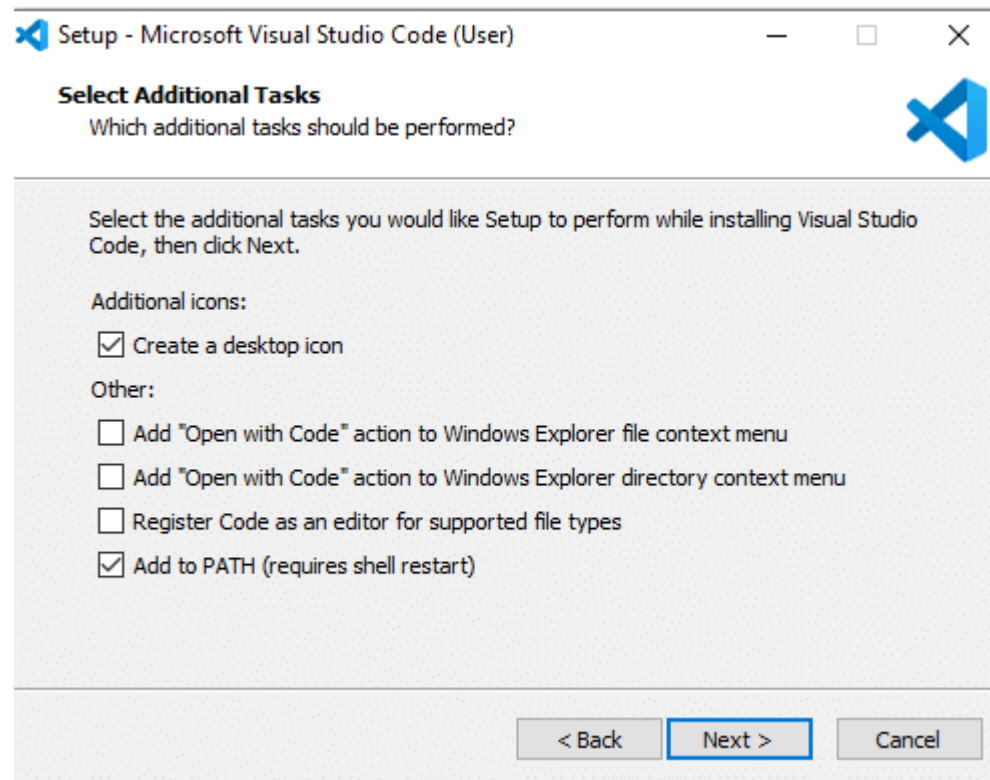 Setup - Microsoft Visual Studio Code (User)
Select Additional Tasks
Which additional tasks should be performed?
Select the additional tasks you would like Setup to perform while installing Visual Studio
Code, then click Next.
Additional icons:
Create a desktop icon
Other:
Add "Open with Code" action to Windows Explorer file context menu
Add "Open with Code" action to Windows Explorer directory context menu
Register Code as an editor for supported file types
Add to PATH (requires shell restart)
< Back Next > Cancel